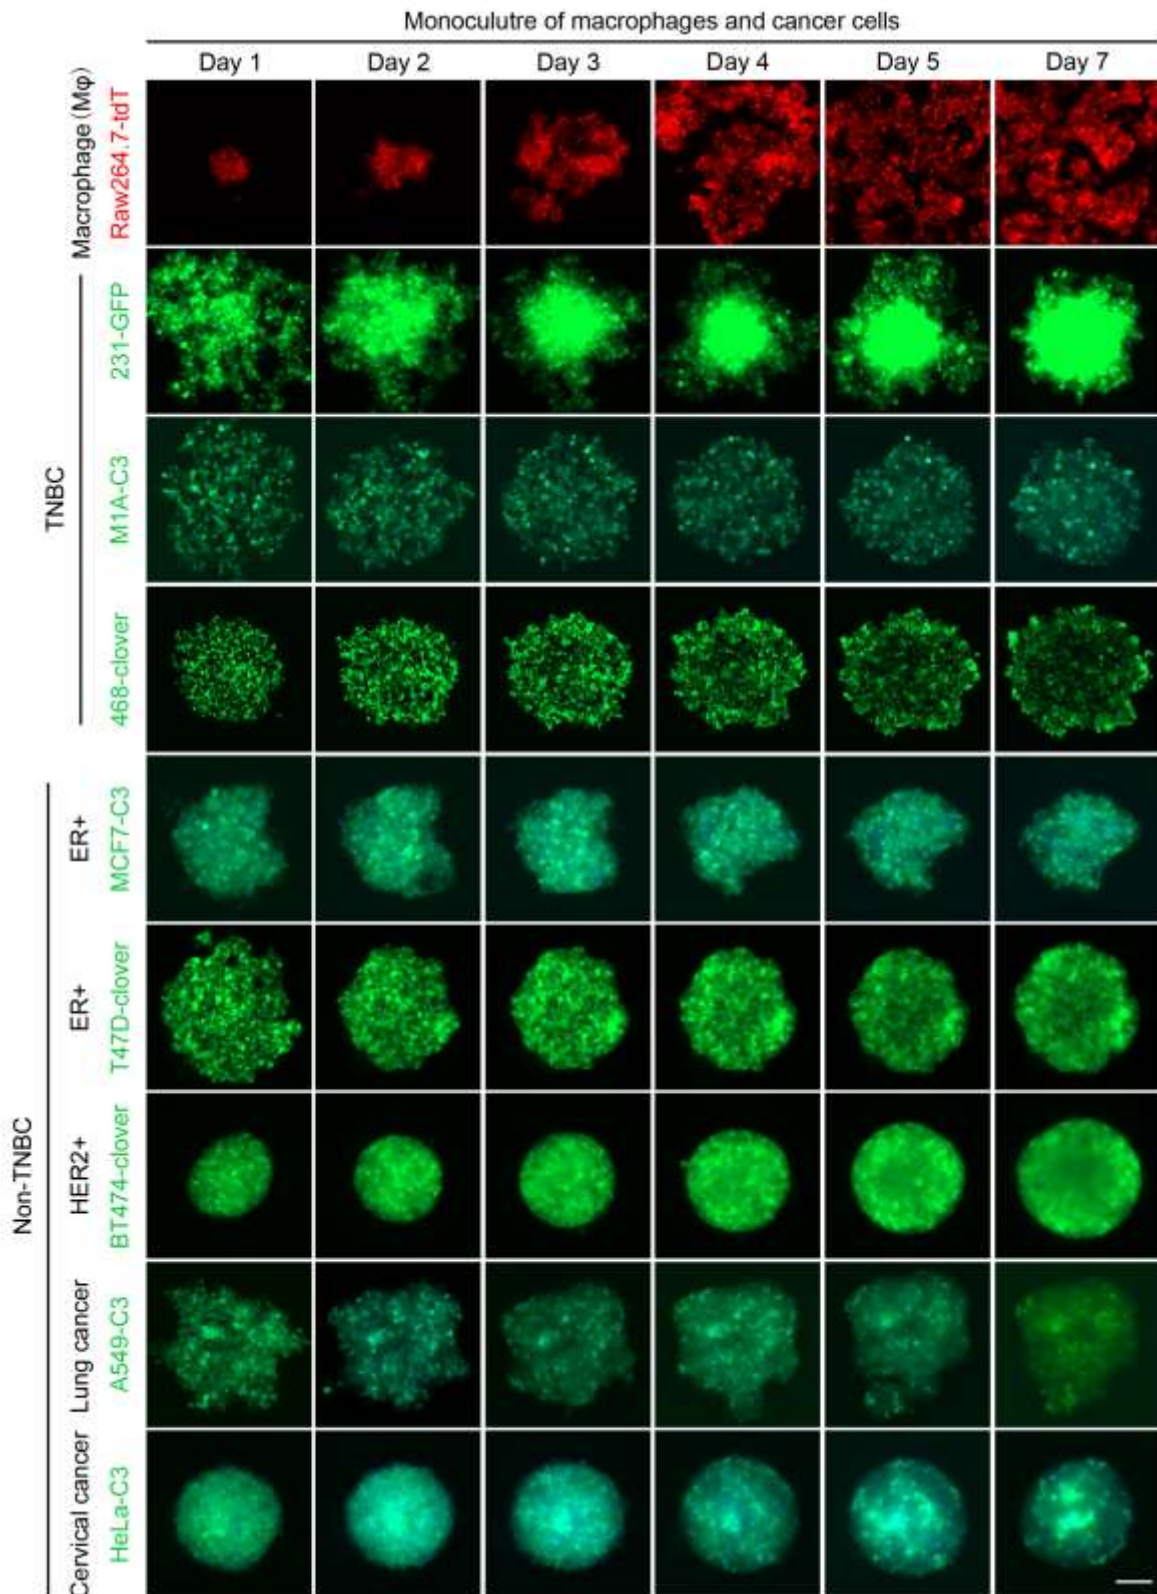 Monoculutre of macrophages and cancer cells
Day 1 Day 2 Day 3 Day 4 Day 5 Day 7
Macrophage (Mφ)
Raw264.7-tdT
TNBC
231-GFP
M1A-C3
468-clover
Non-TNBC
ER+
MCF7-C3
ER+
T47D-clover
HER2+
BT474-clover
Lung cancer
A549-C3
Cervical cancer
HeLa-C3